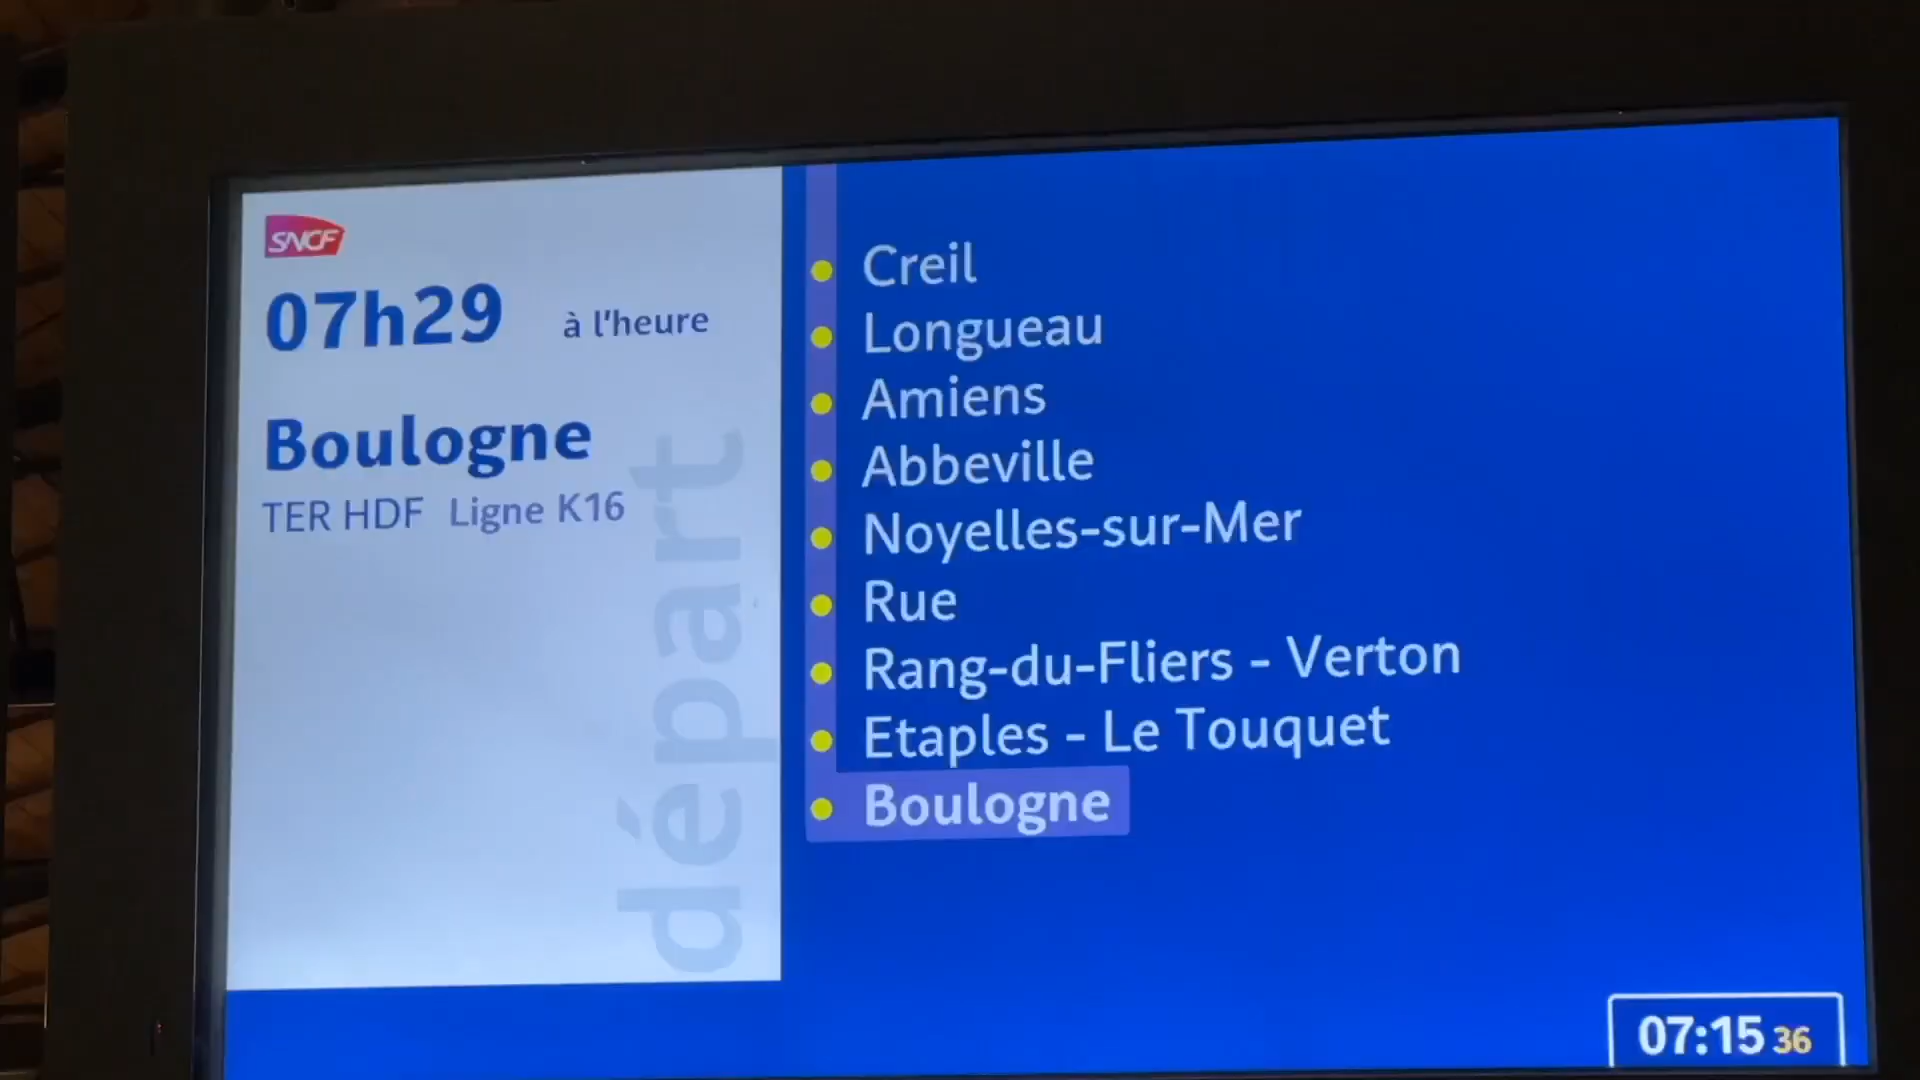 SNCF
07h29 à l'heure
Boulogne
TER HDF Ligne K16
départ
Creil
Longueau
Amiens
Abbeville
Noyelles-sur-Mer
Rue
Rang-du-Fliers - Verton
Etaples - Le Touquet
Boulogne
07:15 36